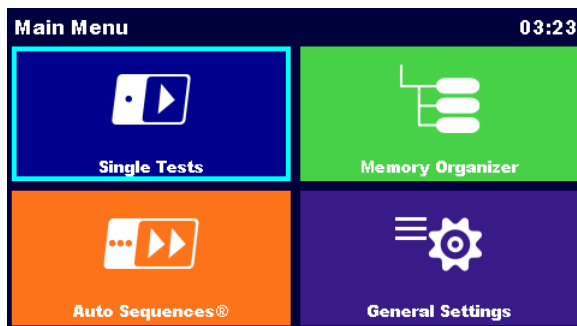 Main Menu 03:23
Single Tests Memory Organizer
Auto Sequences® General Settings